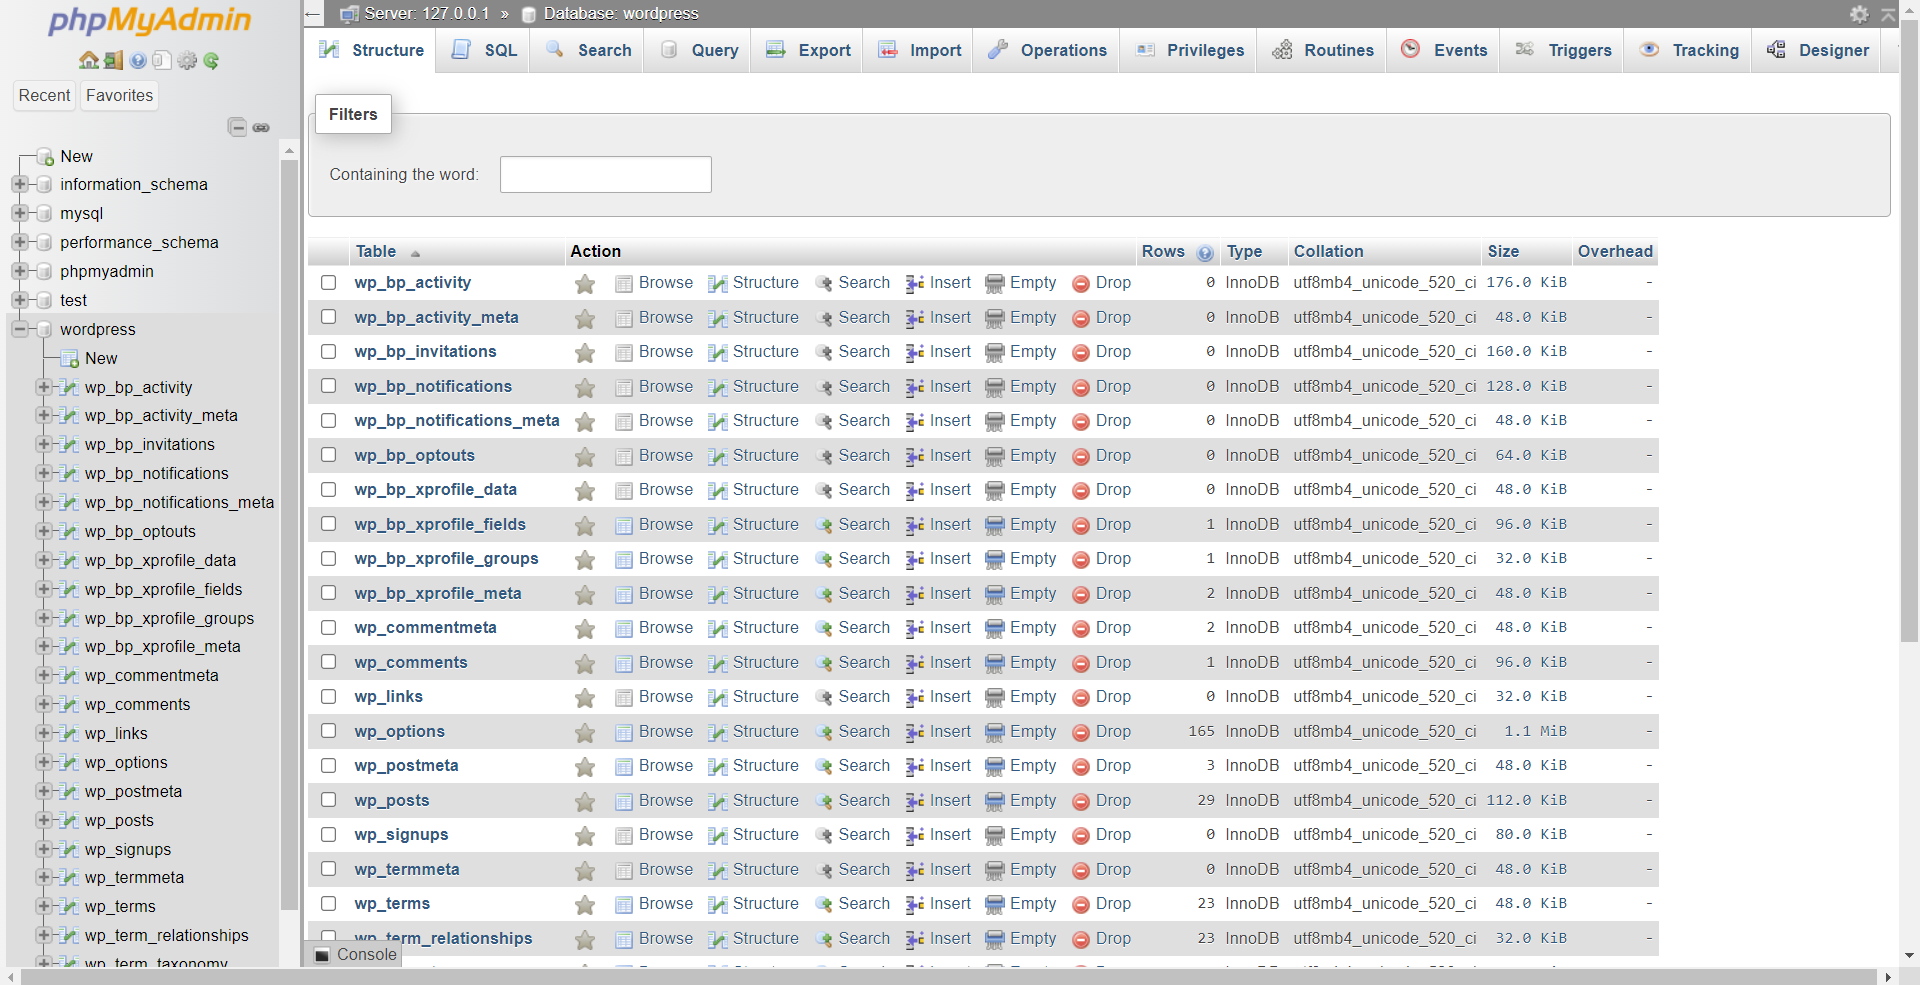 phpMyAdmin
Recent Favorites
New
information_schema
mysql
performance_schema
phpmyadmin
test
wordpress
New
wp_bp_activity
wp_bp_activity_meta
wp_bp_invitations
wp_bp_notifications
wp_bp_notifications_meta
wp_bp_optouts
wp_bp_xprofile_data
wp_bp_xprofile_fields
wp_bp_xprofile_groups
wp_bp_xprofile_meta
wp_commentmeta
wp_comments
wp_links
wp_options
wp_postmeta
wp_posts
wp_signups
wp_termmeta
wp_terms
wp_term_relationships
wp_term_taxonomy
Server: 127.0.0.1 » Database: wordpress
Structure SQL Search Query Export Import Operations Privileges Routines Events Triggers Tracking Designer
Filters
Containing the word:
Table Action Rows Type Collation Size Overhead
wp_bp_activity Browse Structure Search Insert Empty Drop 0 InnoDB utf8mb4_unicode_520_ci 176.0 KiB -
wp_bp_activity_meta Browse Structure Search Insert Empty Drop 0 InnoDB utf8mb4_unicode_520_ci 48.0 KiB -
wp_bp_invitations Browse Structure Search Insert Empty Drop 0 InnoDB utf8mb4_unicode_520_ci 160.0 KiB -
wp_bp_notifications Browse Structure Search Insert Empty Drop 0 InnoDB utf8mb4_unicode_520_ci 128.0 KiB -
wp_bp_notifications_meta Browse Structure Search Insert Empty Drop 0 InnoDB utf8mb4_unicode_520_ci 48.0 KiB -
wp_bp_optouts Browse Structure Search Insert Empty Drop 0 InnoDB utf8mb4_unicode_520_ci 64.0 KiB -
wp_bp_xprofile_data Browse Structure Search Insert Empty Drop 0 InnoDB utf8mb4_unicode_520_ci 48.0 KiB -
wp_bp_xprofile_fields Browse Structure Search Insert Empty Drop 1 InnoDB utf8mb4_unicode_520_ci 96.0 KiB -
wp_bp_xprofile_groups Browse Structure Search Insert Empty Drop 1 InnoDB utf8mb4_unicode_520_ci 32.0 KiB -
wp_bp_xprofile_meta Browse Structure Search Insert Empty Drop 2 InnoDB utf8mb4_unicode_520_ci 48.0 KiB -
wp_commentmeta Browse Structure Search Insert Empty Drop 2 InnoDB utf8mb4_unicode_520_ci 48.0 KiB -
wp_comments Browse Structure Search Insert Empty Drop 1 InnoDB utf8mb4_unicode_520_ci 96.0 KiB -
wp_links Browse Structure Search Insert Empty Drop 0 InnoDB utf8mb4_unicode_520_ci 32.0 KiB -
wp_options Browse Structure Search Insert Empty Drop 165 InnoDB utf8mb4_unicode_520_ci 1.1 MiB -
wp_postmeta Browse Structure Search Insert Empty Drop 3 InnoDB utf8mb4_unicode_520_ci 48.0 KiB -
wp_posts Browse Structure Search Insert Empty Drop 29 InnoDB utf8mb4_unicode_520_ci 112.0 KiB -
wp_signups Browse Structure Search Insert Empty Drop 0 InnoDB utf8mb4_unicode_520_ci 80.0 KiB -
wp_termmeta Browse Structure Search Insert Empty Drop 0 InnoDB utf8mb4_unicode_520_ci 48.0 KiB -
wp_terms Browse Structure Search Insert Empty Drop 23 InnoDB utf8mb4_unicode_520_ci 48.0 KiB -
wp_term_relationships Browse Structure Search Insert Empty Drop 23 InnoDB utf8mb4_unicode_520_ci 32.0 KiB -
Console